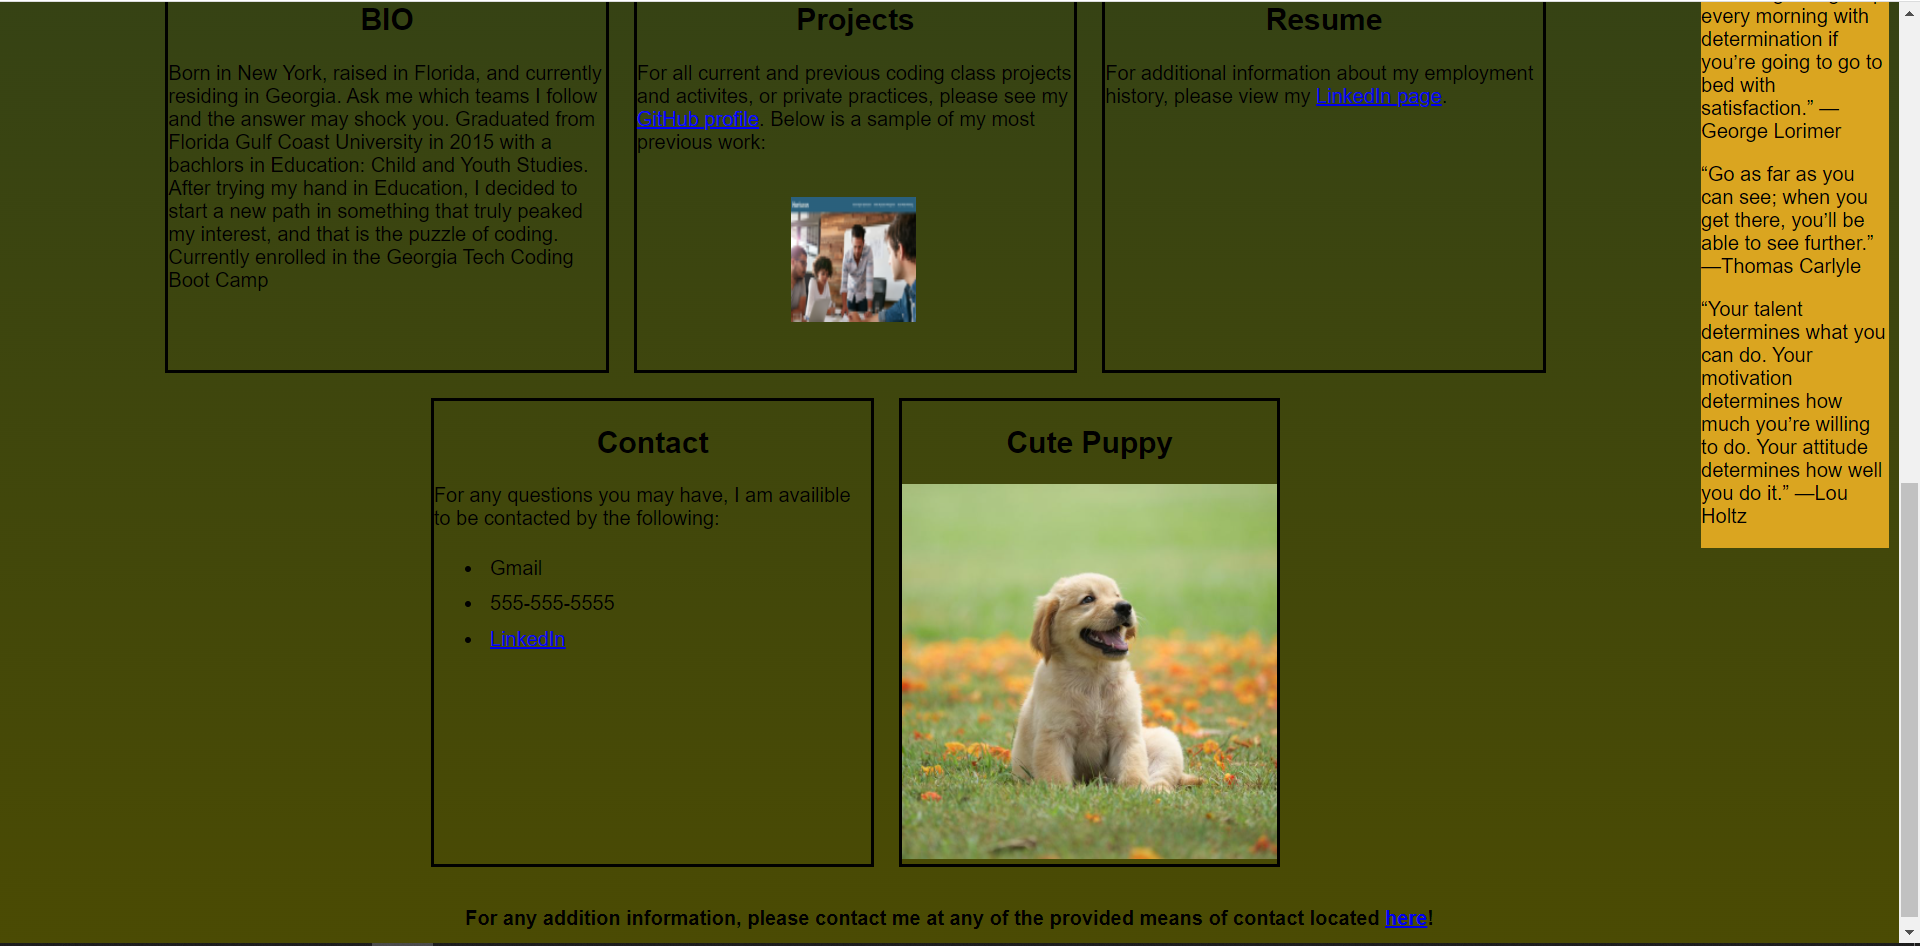 BIO
Born in New York, raised in Florida, and currently
residing in Georgia. Ask me which teams I follow
and the answer may shock you. Graduated from
Florida Gulf Coast University in 2015 with a
bachlors in Education: Child and Youth Studies.
After trying my hand in Education, I decided to
start a new path in something that truly peaked
my interest, and that is the puzzle of coding.
Currently enrolled in the Georgia Tech Coding
Boot Camp
Projects
For all current and previous coding class projects
and activites, or private practices, please see my
GitHub profile. Below is a sample of my most
previous work:
Resume
For additional information about my employment
history, please view my LinkedIn page.
Contact
For any questions you may have, I am availible
to be contacted by the following:
• Gmail
• 555-555-5555
• LinkedIn
Cute Puppy
every morning with
determination if
you’re going to go to
bed with
satisfaction.” —
George Lorimer
“Go as far as you
can see; when you
get there, you’ll be
able to see further.”
—Thomas Carlyle
“Your talent
determines what you
can do. Your
motivation
determines how
much you’re willing
to do. Your attitude
determines how well
you do it.” —Lou
Holtz
For any addition information, please contact me at any of the provided means of contact located here!